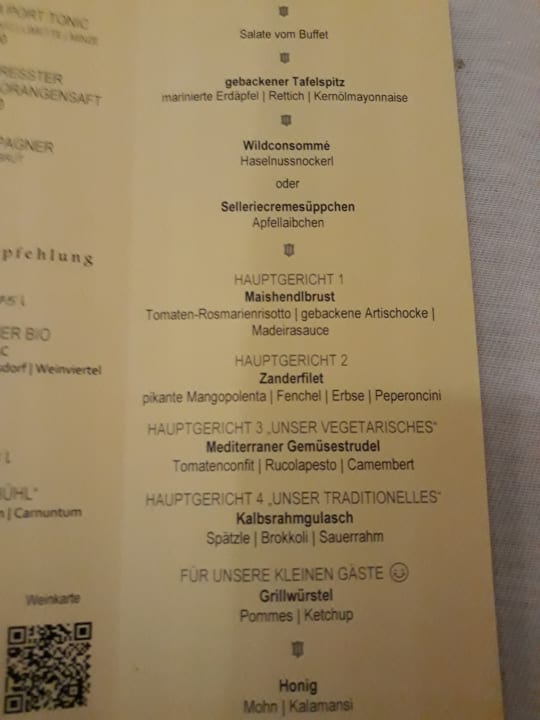 PORT TONIC
MINZE
ORANGENSAFT
BRUT
pfehlung
ER BIO
sdorf | Weinviertel
ÜHL"
| Carnuntum
Weinkarte
Salate vom Buffet
gebackener Tafelspitz
marinierte Erdäpfel | Rettich | Kernölmayonnaise
Wildconsommé
Haselnussnockerl
oder
Selleriecremesüppchen
Apfellaibchen
HAUPTGERICHT 1
Maishendlbrust
Tomaten-Rosmarienrisotto | gebackene Artischocke |
Madeirasauce
HAUPTGERICHT 2
Zanderfilet
pikante Mangopolenta | Fenchel | Erbse | Peperoncini
HAUPTGERICHT 3 „UNSER VEGETARISCHES“
Mediterraner Gemüsestrudel
Tomatenconfit | Rucolapesto | Camembert
HAUPTGERICHT 4 „UNSER TRADITIONELLES“
Kalbsrahmgulasch
Spätzle | Brokkoli | Sauerrahm
FÜR UNSERE KLEINEN GÄSTE ☺
Grillwürstel
Pommes | Ketchup
Honig
Mohn | Kalamansi